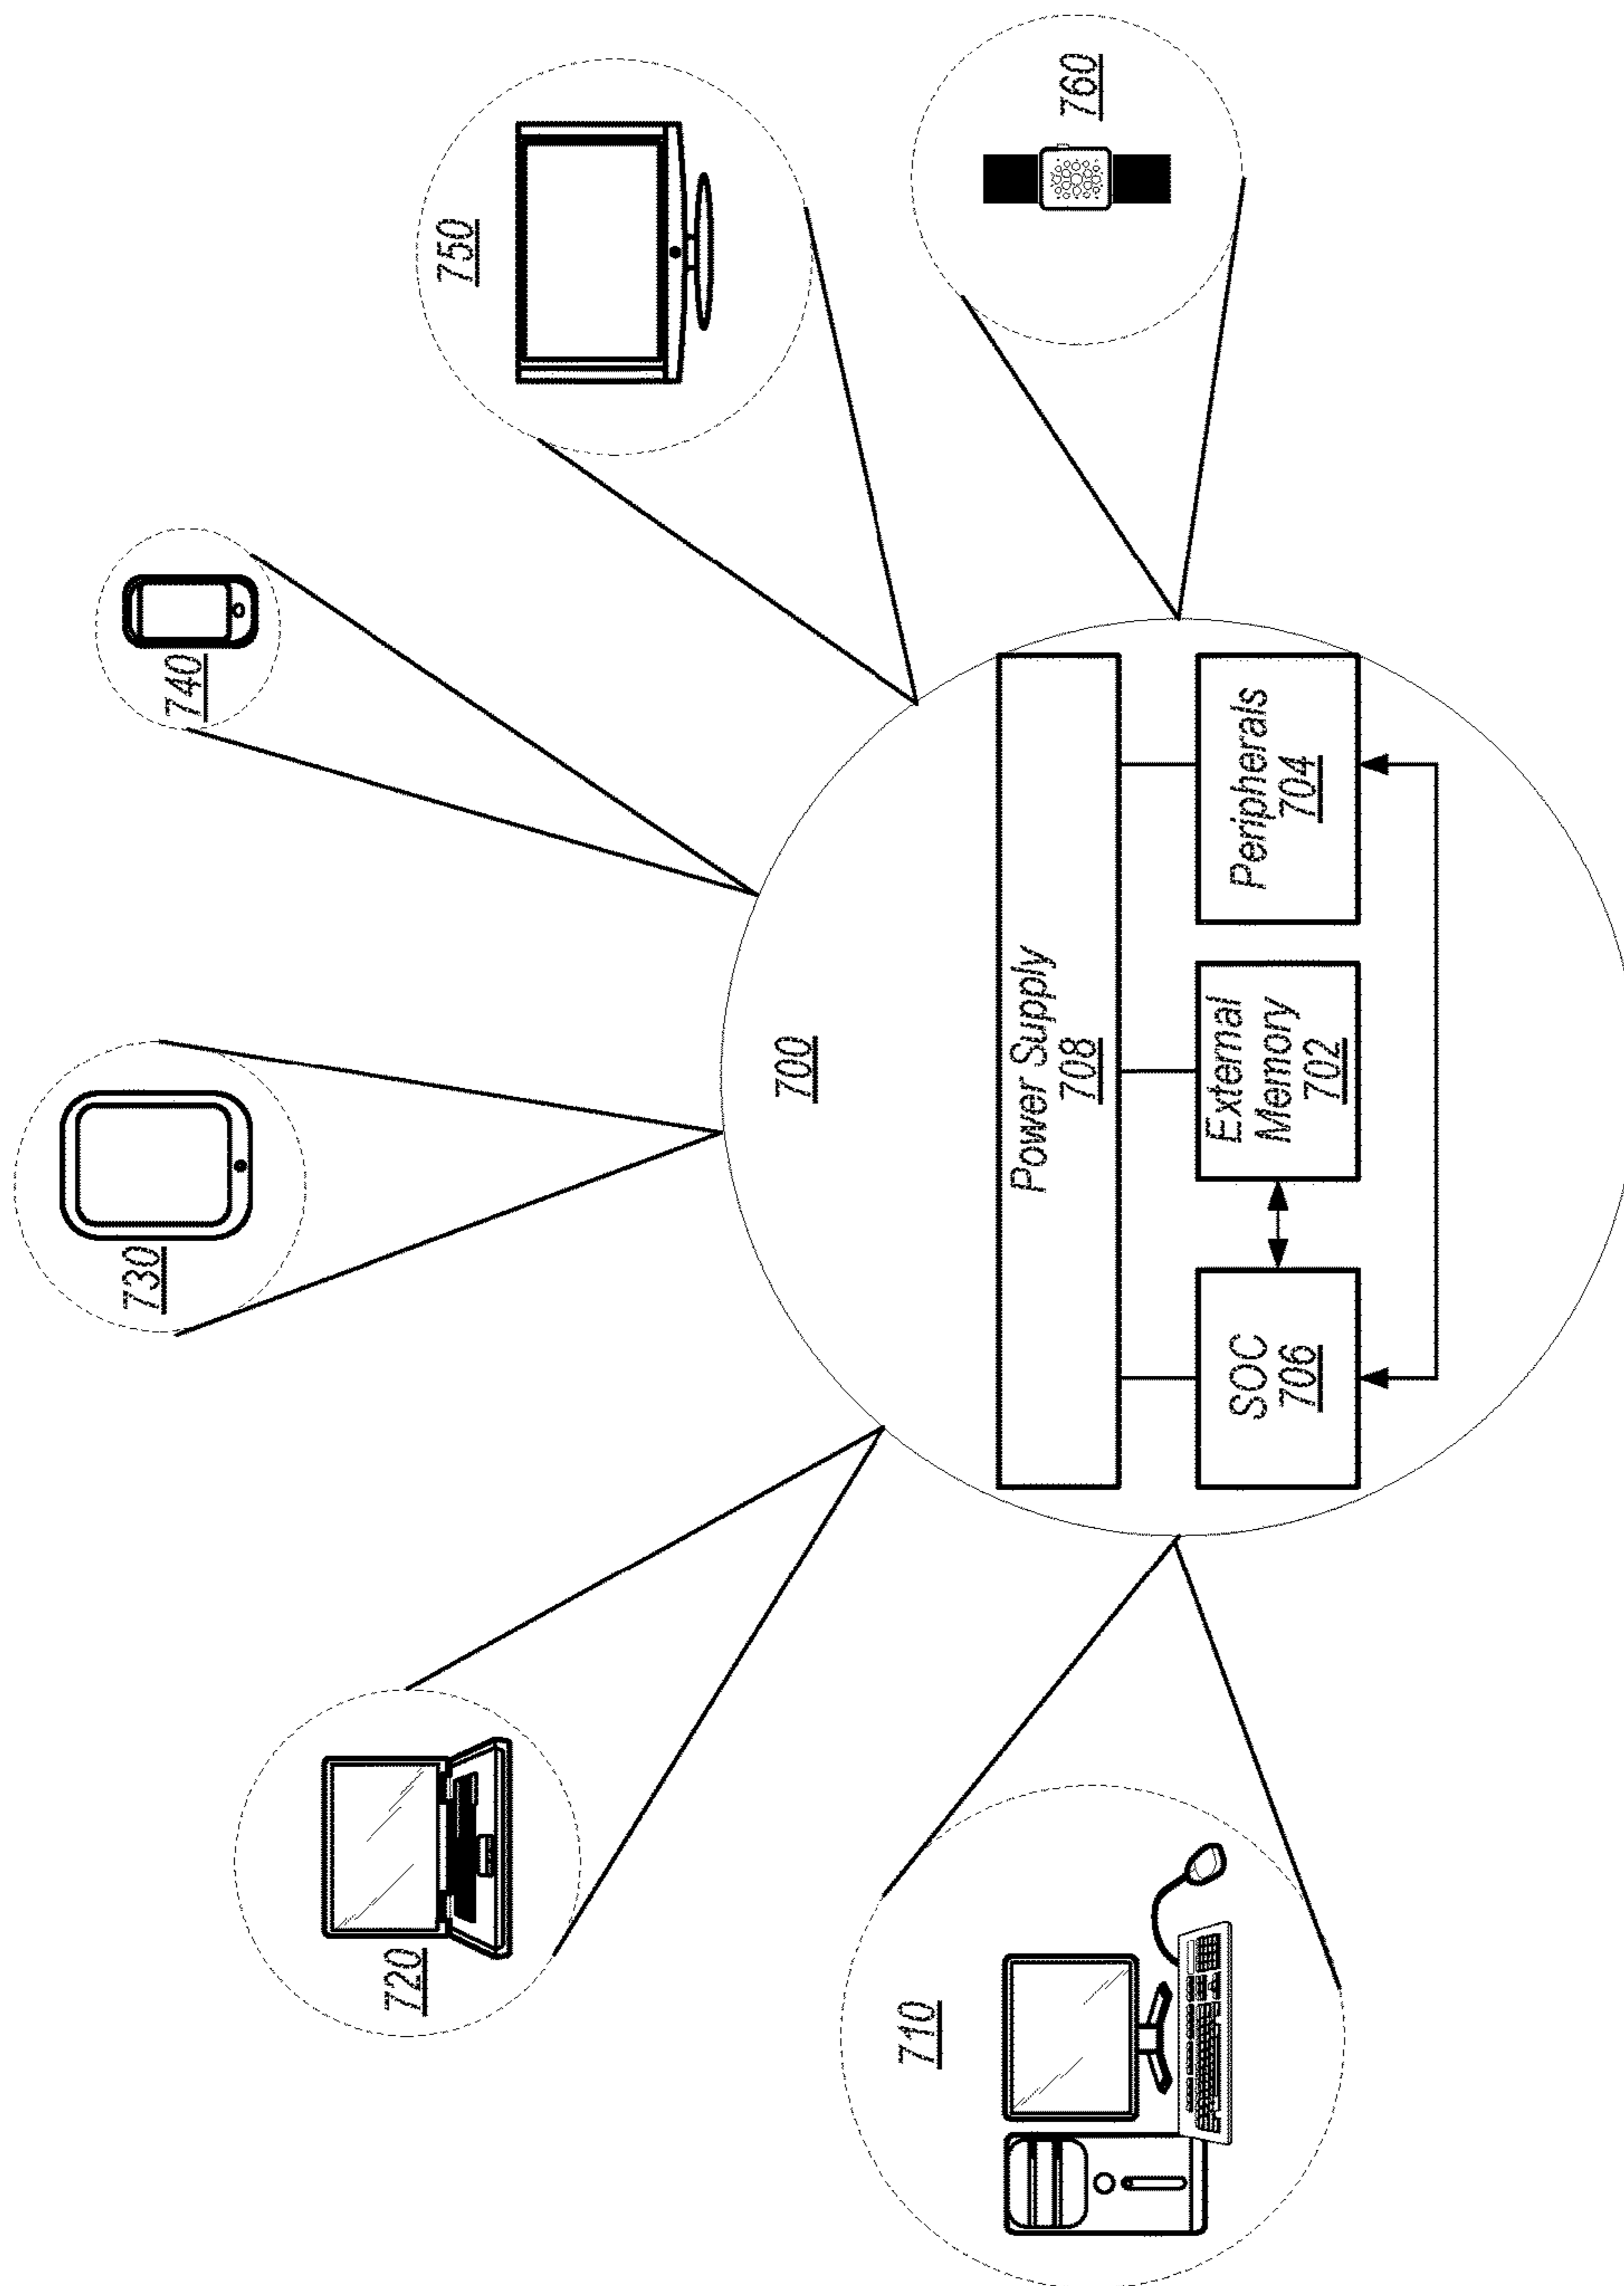 710
720
730
740
750
760
700
Power Supply
708
SOC
706
External
Memory
702
Peripherals
704